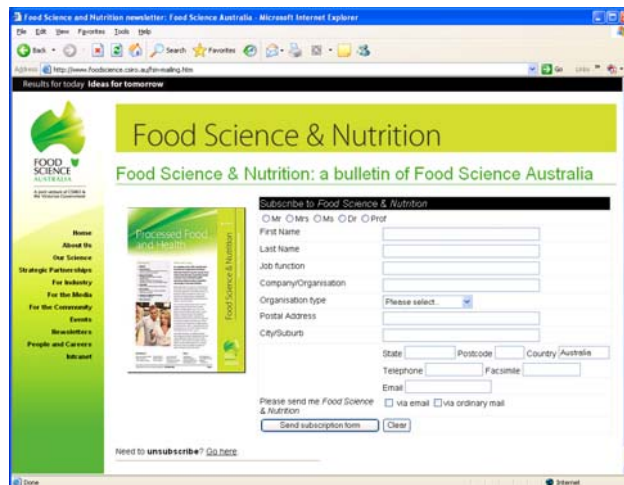 Food Science and Nutrition newsletter: Food Science Australia - Microsoft Internet Explorer
File Edit View Favorites Tools Help
Back Search Favorites
Address http://www.foodscience.csiro.au/fsn-mailing.htm Go Links
Results for today Ideas for tomorrow
Food Science & Nutrition
FOOD
SCIENCE
AUSTRALIA
Food Science & Nutrition: a bulletin of Food Science Australia
Subscribe to Food Science & Nutrition
Mr Mrs Ms Dr Prof
First Name
Last Name
Job function
Company/Organisation
Organisation type Please select..
Postal Address
City/Suburb
State Postcode Country Australia
Telephone Facsimile
Email
Please send me Food Science
& Nutrition
via email via ordinary mail
Send subscription form Clear
Processed Food
and Health
Food Science & Nutrition
Home
About Us
Our Science
Strategic Partnerships
For Industry
For the Media
For the Community
Events
Newsletters
People and Careers
Intranet
Need to unsubscribe? Go here.
Done Internet